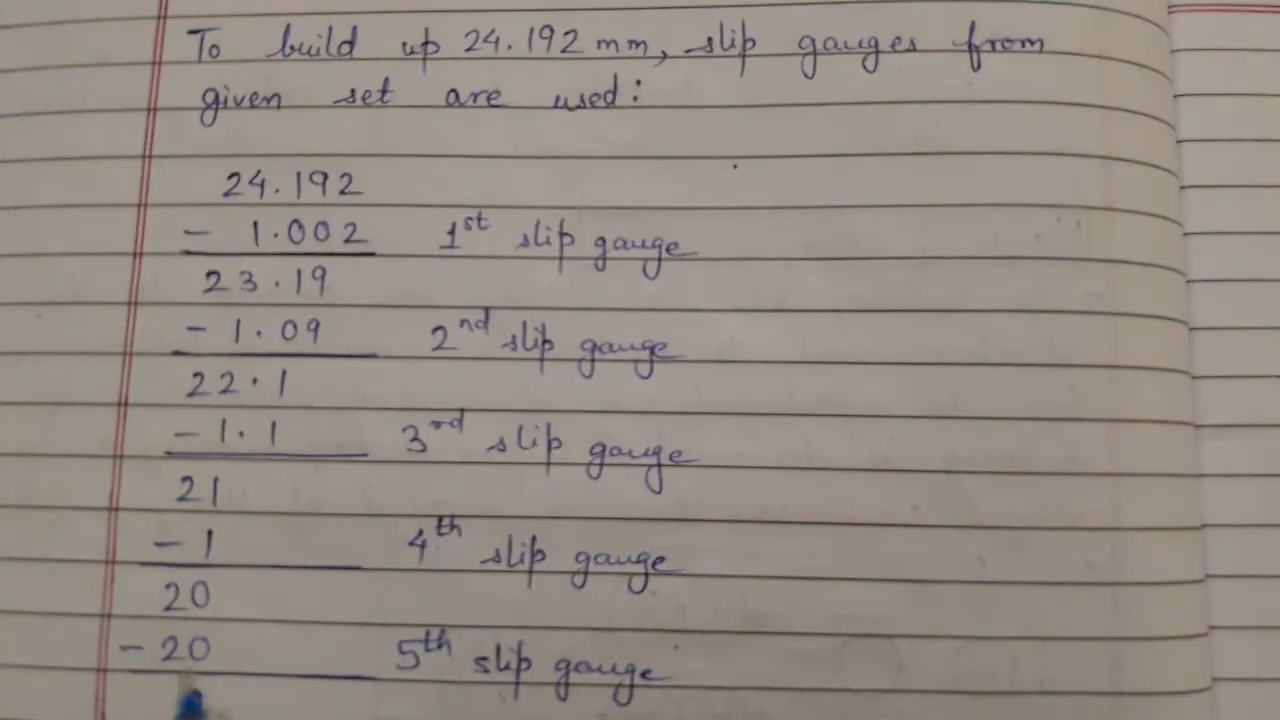 To build up 24.192 mm, slip gauges from
given set are used:
24.192
- 1.002 1st slip gauge
23.19
- 1.09 2nd slip gauge
22.1
- 1.1 3rd slip gauge
21
- 1 4th slip gauge
20
- 20 5th slip gauge